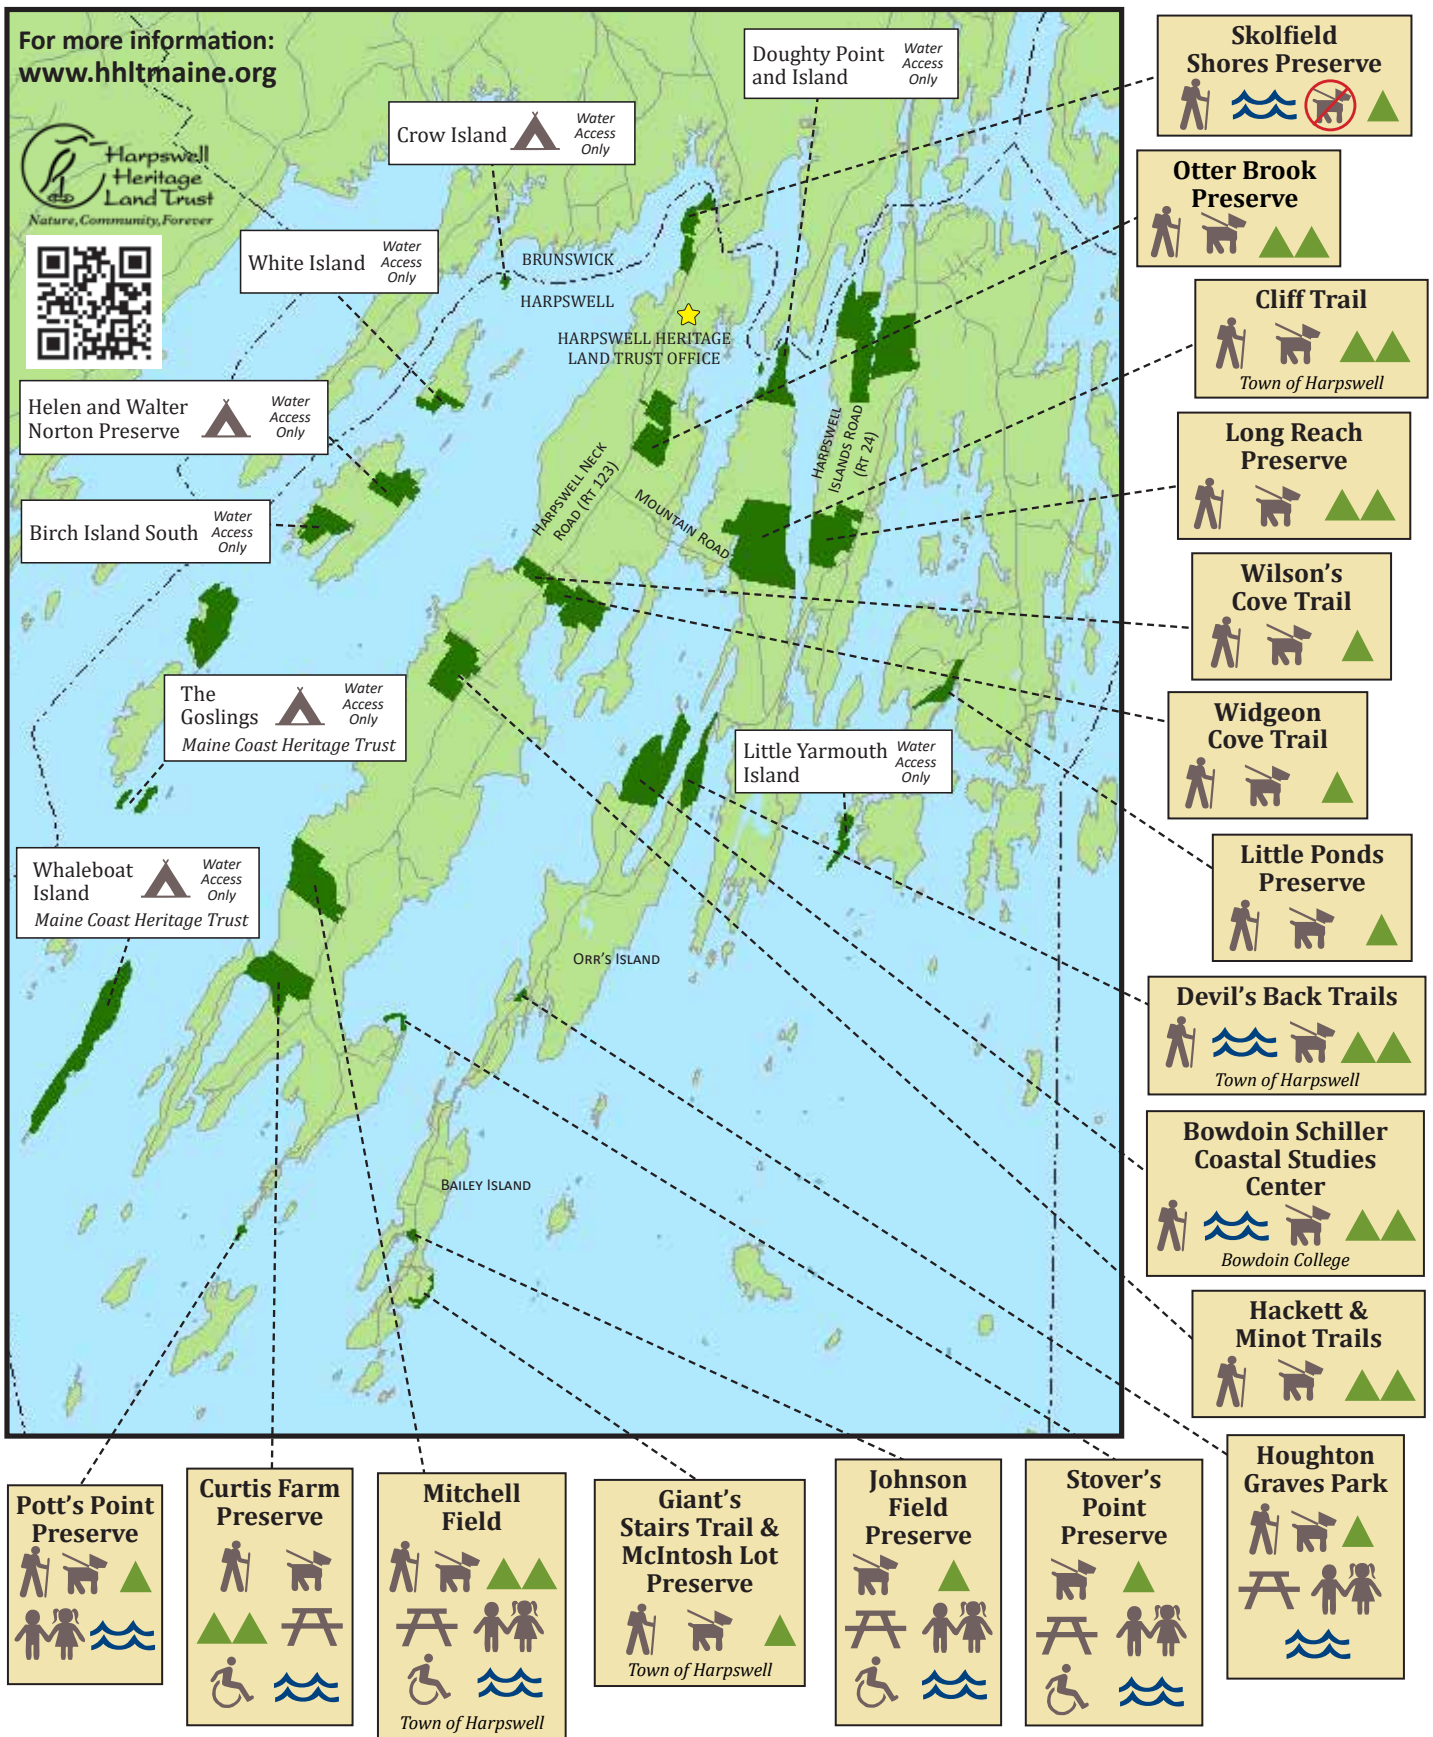 For more information:
www.hhltmaine.org
Harpswell
Heritage
Land Trust
Nature, Community, Forever
Doughty Point
and Island
Water
Access
Only
Crow Island
Water
Access
Only
White Island
Water
Access
Only
BRUNSWICK
HARPSWELL
HARPSWELL HERITAGE
LAND TRUST OFFICE
Helen and Walter
Norton Preserve
Water
Access
Only
Birch Island South
Water
Access
Only
HARPSWELL NECK
ROAD (RT 123)
MOUNTAIN ROAD
HARPSWELL
ISLANDS ROAD
(RT 24)
The
Goslings
Water
Access
Only
Maine Coast Heritage Trust
Little Yarmouth
Island
Water
Access
Only
Whaleboat
Island
Water
Access
Only
Maine Coast Heritage Trust
ORR'S ISLAND
BAILEY ISLAND
Skolfield
Shores Preserve
Otter Brook
Preserve
Cliff Trail
Town of Harpswell
Long Reach
Preserve
Wilson's
Cove Trail
Widgeon
Cove Trail
Little Ponds
Preserve
Devil's Back Trails
Town of Harpswell
Bowdoin Schiller
Coastal Studies
Center
Bowdoin College
Hackett &
Minot Trails
Houghton
Graves Park
Pott's Point
Preserve
Curtis Farm
Preserve
Mitchell
Field
Town of Harpswell
Giant's
Stairs Trail &
McIntosh Lot
Preserve
Town of Harpswell
Johnson
Field
Preserve
Stover's
Point
Preserve